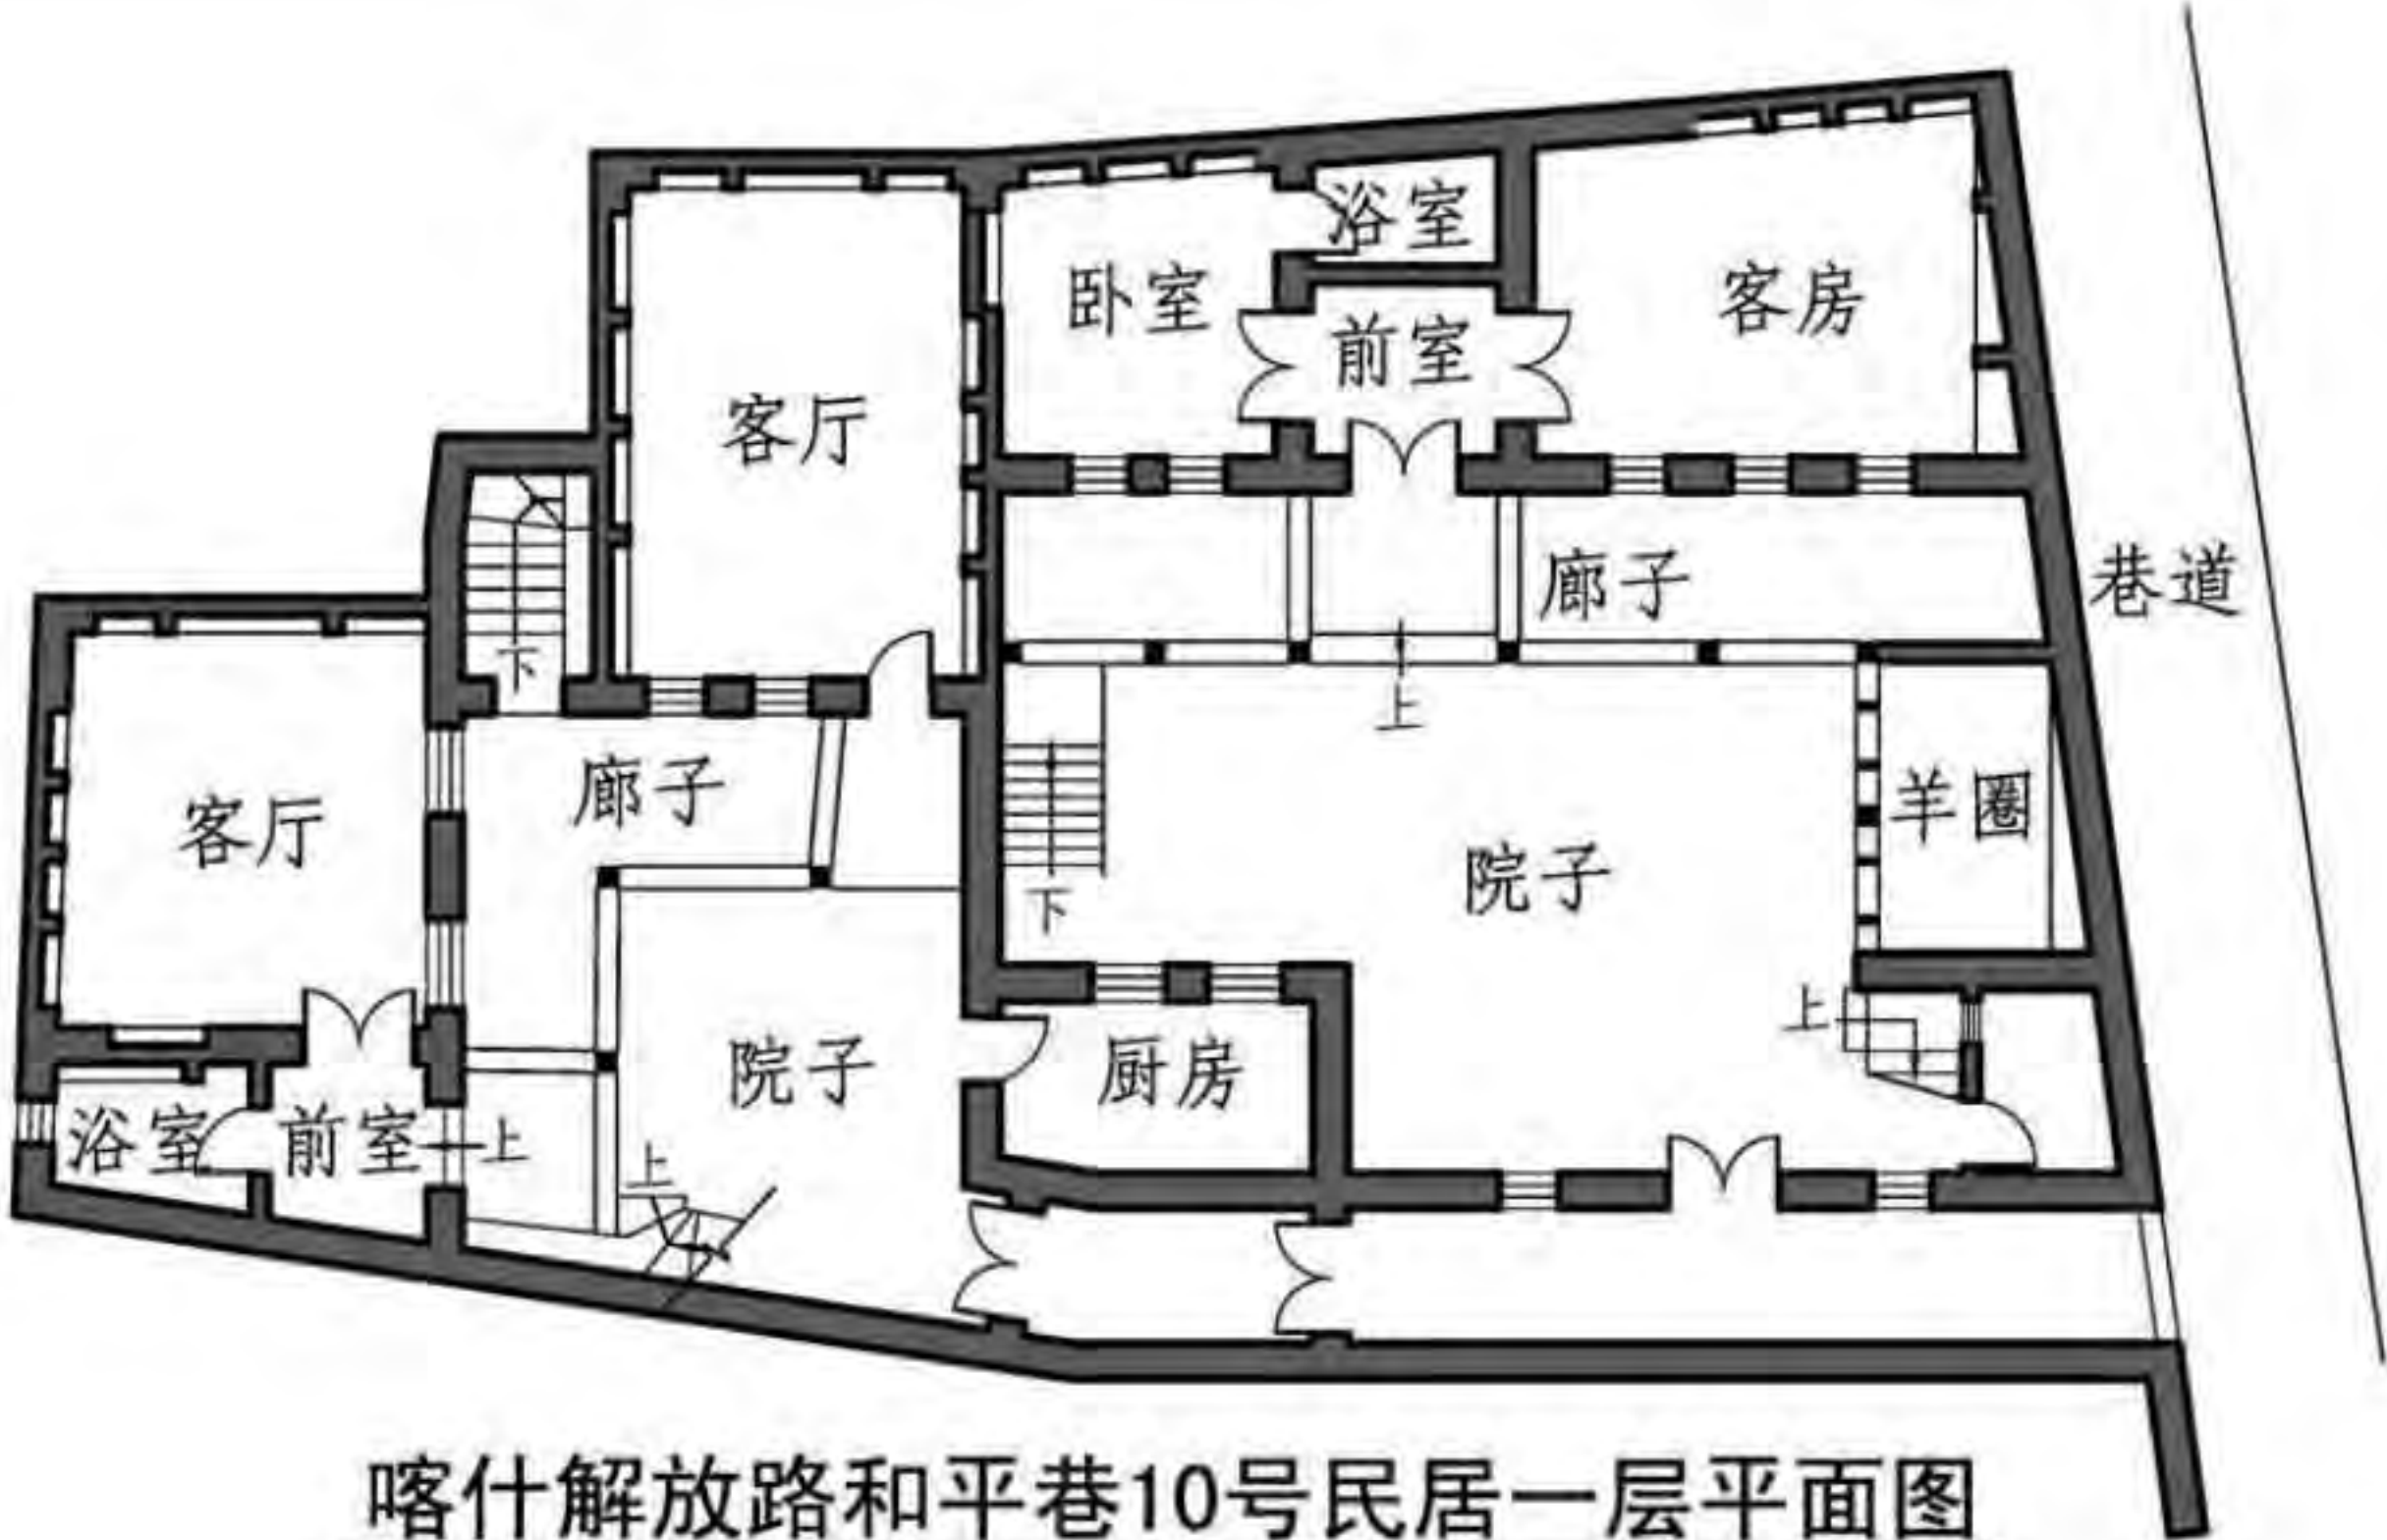 浴室
卧室
客房
前室
客厅
廊子
巷道
下
上
廊子
羊圈
客厅
院子
下
上
院子
厨房
浴室
前室
上
上
喀什解放路和平巷10号民居一层平面图